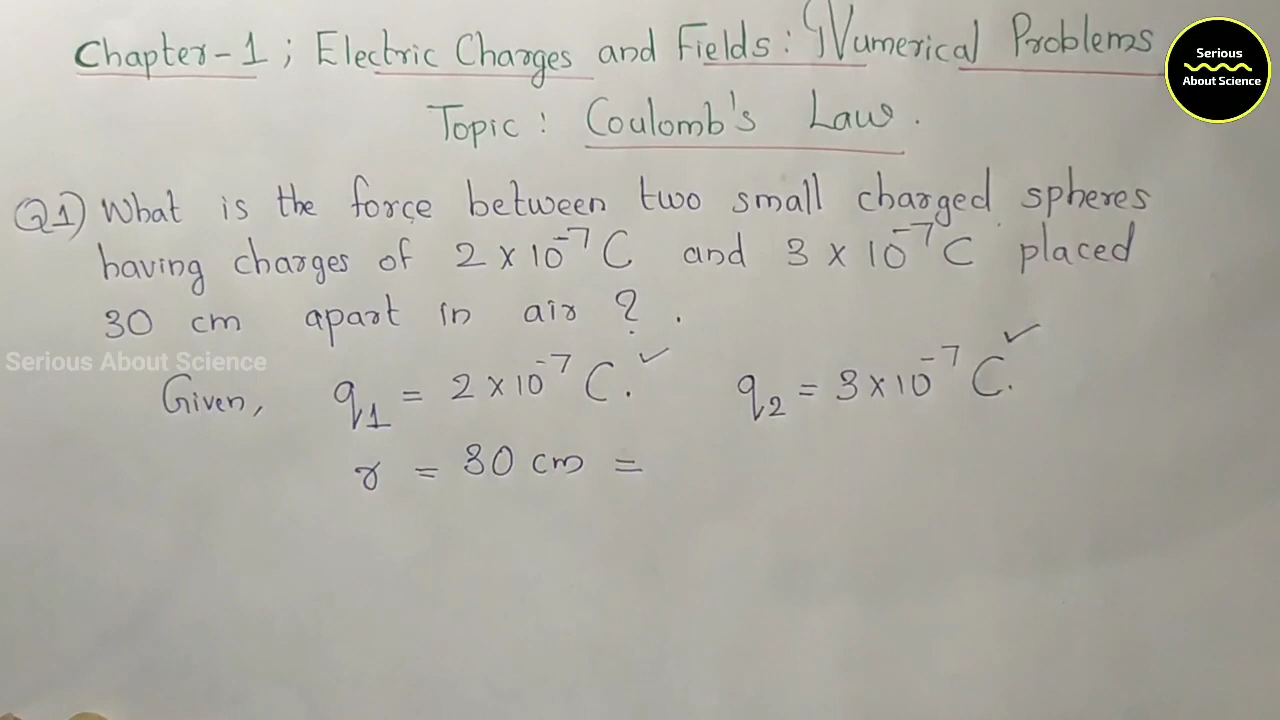 Chapter-1 ; Electric Charges and Fields : Numerical Problems
Serious
About Science
Topic : Coulomb's Law .
Q1) What is the force between two small charged spheres
having charges of 2 × 10⁻⁷ C and 3 × 10⁻⁷ C placed
30 cm apart in air ? .
Serious About Science
Given, q₁ = 2 × 10⁻⁷ C. ✓ q₂ = 3 × 10⁻⁷ C. ✓
r = 30 cm =